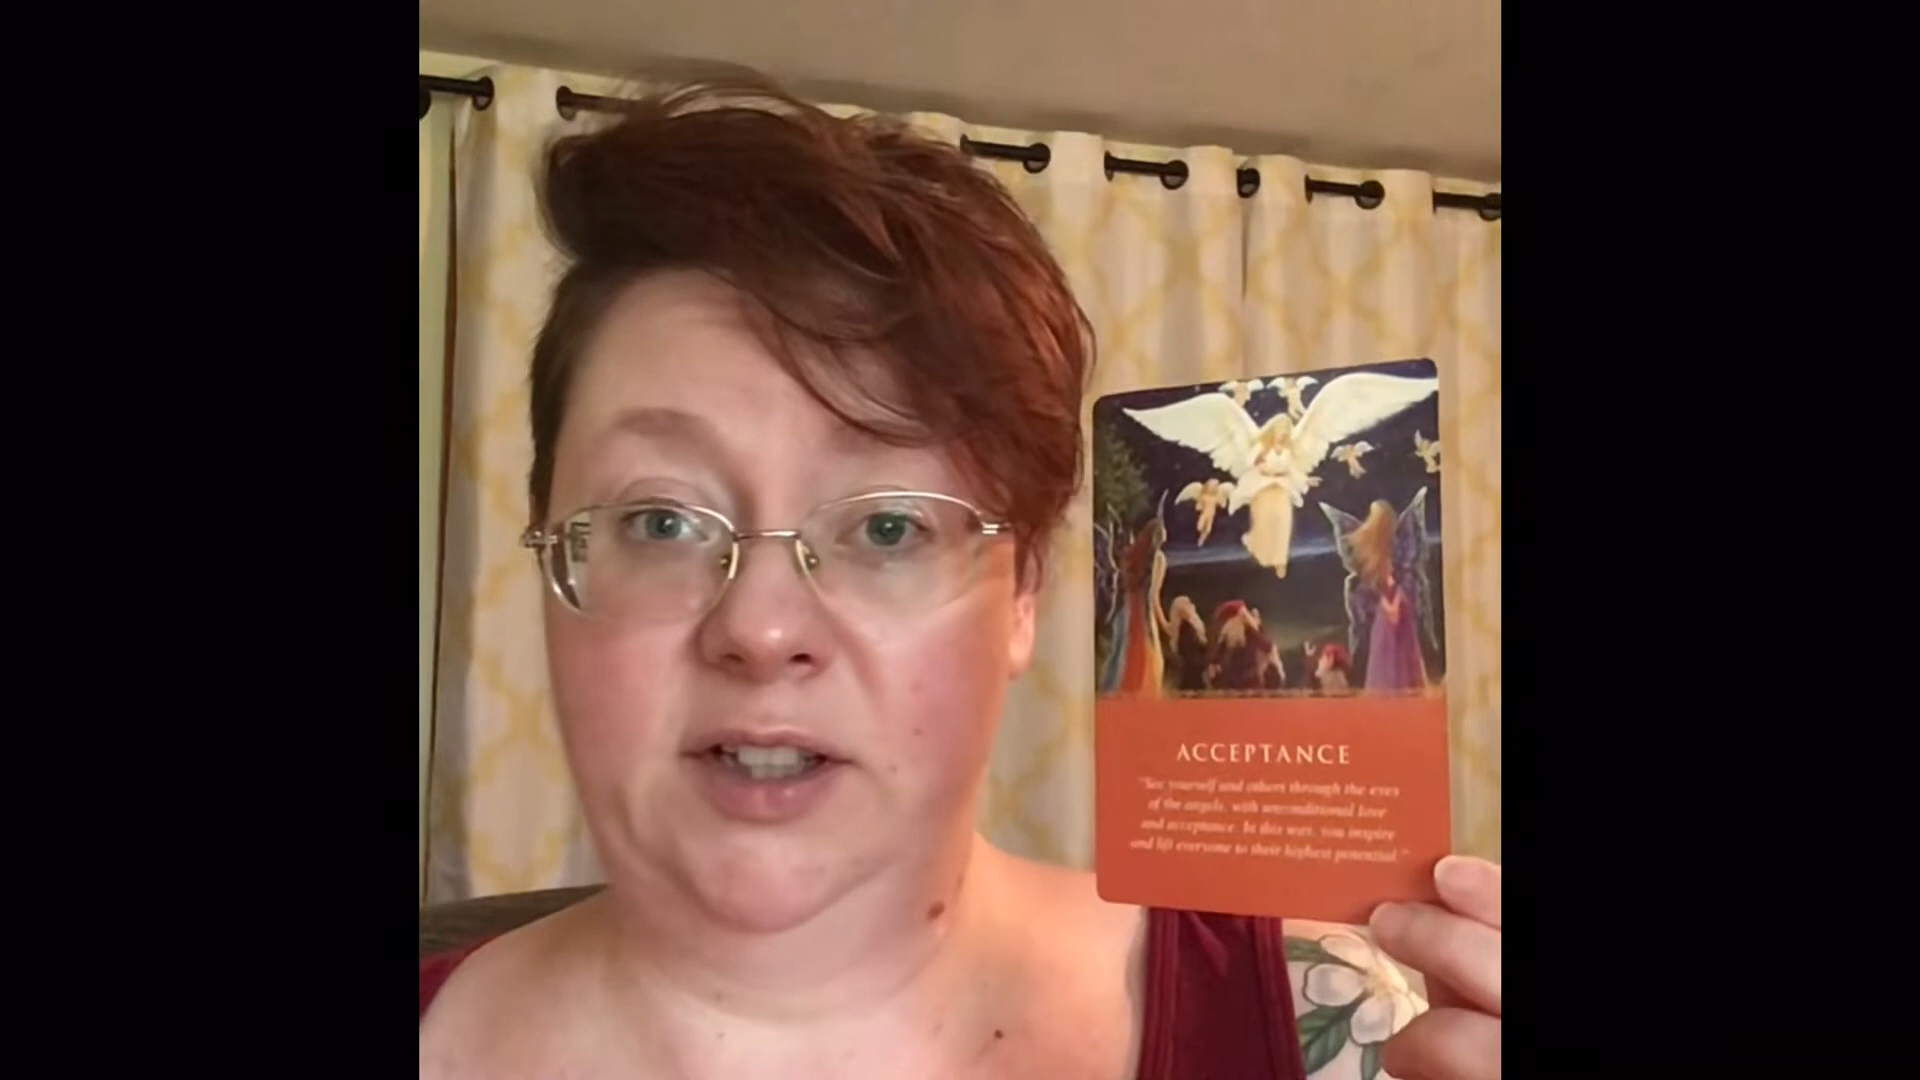 ACCEPTANCE
"See yourself and others through the eyes
of the angels, with unconditional love
and acceptance. In this way, you inspire
and lift everyone to their highest potential."